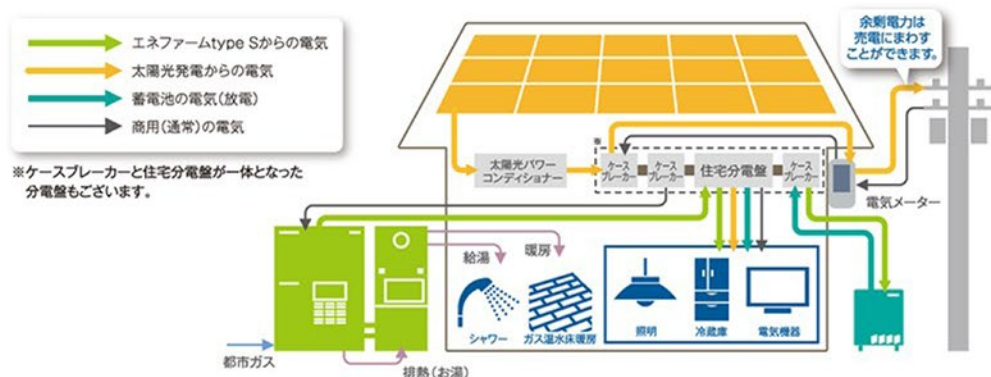 エネファームtype Sからの電気
太陽光発電からの電気
蓄電池の電気(放電)
商用(通常)の電気
※ケースブレーカーと住宅分電盤が一体となった
分電盤もございます。
余剰電力は
売電にまわす
ことができます。
※
太陽光パワー
コンディショナー
ケース
ブレーカー
ケース
ブレーカー
住宅分電盤
ケース
ブレーカー
電気メーター
給湯
暖房
シャワー
ガス温水床暖房
照明
冷蔵庫
電気機器
都市ガス
排熱(お湯)